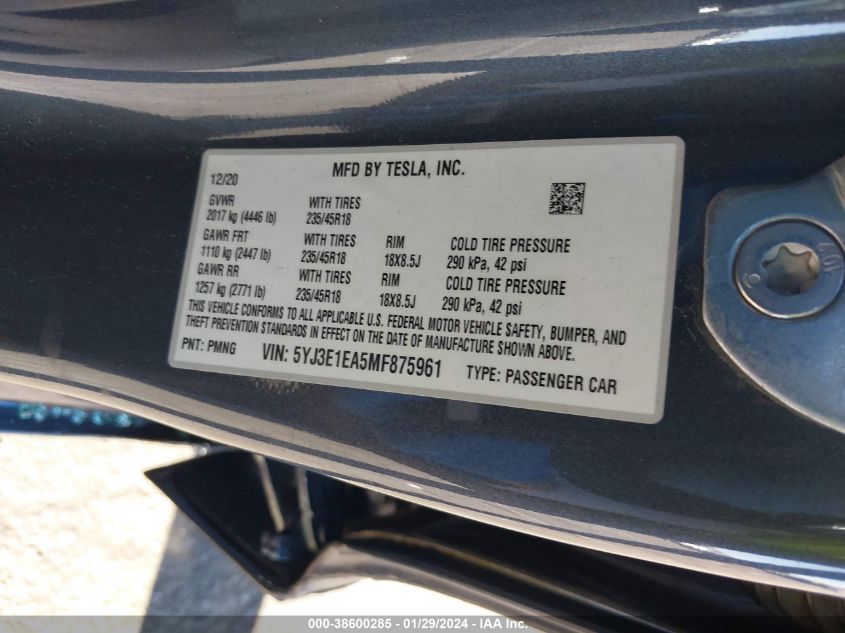 MFD BY TESLA, INC.
12/20
GVWR WITH TIRES
2017 kg (4446 lb) 235/45R18
GAWR FRT WITH TIRES RIM COLD TIRE PRESSURE
1110 kg (2447 lb) 235/45R18 18X8.5J 290 kPa, 42 psi
GAWR RR WITH TIRES RIM COLD TIRE PRESSURE
1257 kg (2771 lb) 235/45R18 18X8.5J 290 kPa, 42 psi
THIS VEHICLE CONFORMS TO ALL APPLICABLE U.S. FEDERAL MOTOR VEHICLE SAFETY, BUMPER, AND
THEFT PREVENTION STANDARDS IN EFFECT ON THE DATE OF MANUFACTURE SHOWN ABOVE.
PNT: PMNG VIN: 5YJ3E1EA5MF875961 TYPE: PASSENGER CAR
000-38600285 - 01/29/2024 - IAA Corp.